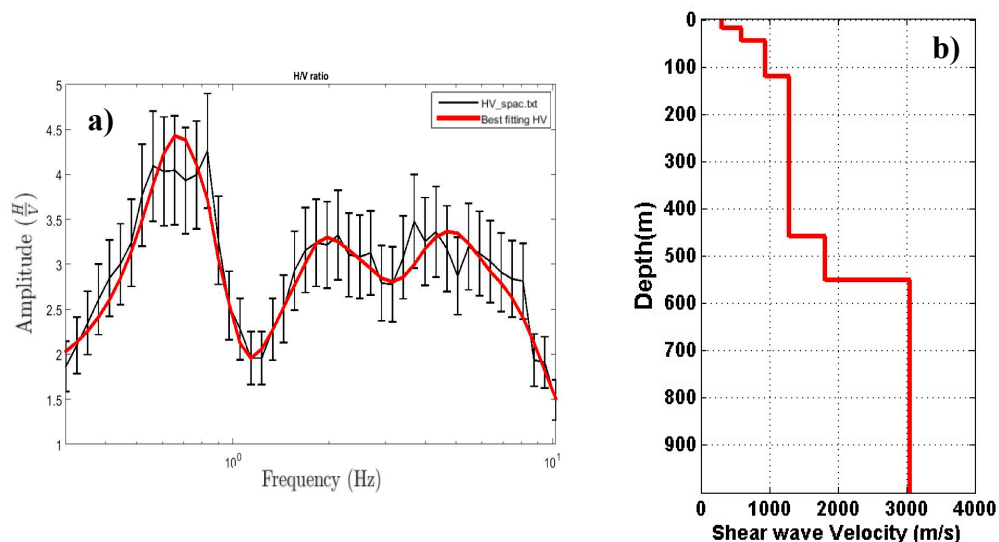 H/V ratio
a)
HV_spac.txt
Best fitting HV
5
4.5
4
3.5
3
2.5
2
1.5
1
Amplitude (H/V)
10^0
10^1
Frequency (Hz)
b)
0
100
200
300
400
500
600
700
800
900
Depth(m)
0 1000 2000 3000 4000
Shear wave Velocity (m/s)